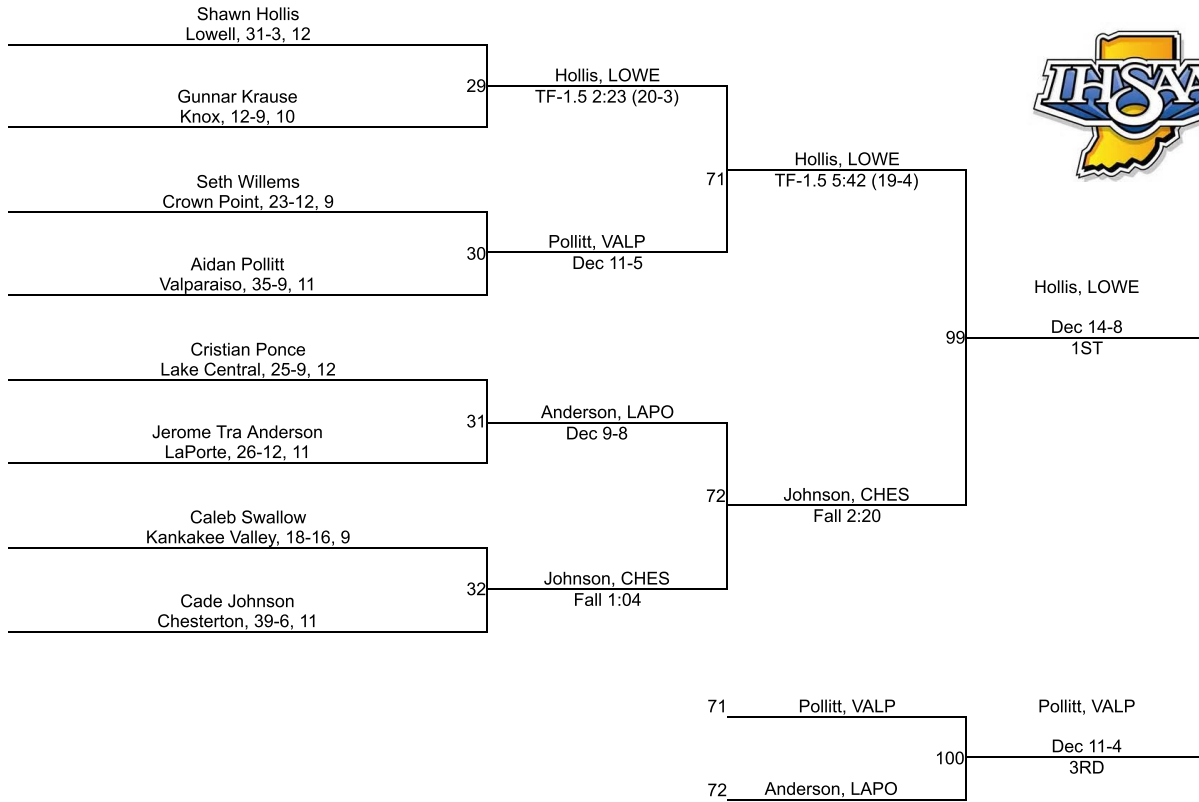 Shawn Hollis
Lowell, 31-3, 12
29
Hollis, LOWE
TF-1.5 2:23 (20-3)
Gunnar Krause
Knox, 12-9, 10
IHSAA
71
Hollis, LOWE
TF-1.5 5:42 (19-4)
Seth Willems
Crown Point, 23-12, 9
30
Pollitt, VALP
Dec 11-5
Aidan Pollitt
Valparaiso, 35-9, 11
99
Hollis, LOWE
Dec 14-8
1ST
Cristian Ponce
Lake Central, 25-9, 12
31
Anderson, LAPO
Dec 9-8
Jerome Tra Anderson
LaPorte, 26-12, 11
72
Johnson, CHES
Fall 2:20
Caleb Swallow
Kankakee Valley, 18-16, 9
32
Johnson, CHES
Fall 1:04
Cade Johnson
Chesterton, 39-6, 11
71
Pollitt, VALP
100
Pollitt, VALP
Dec 11-4
3RD
72
Anderson, LAPO